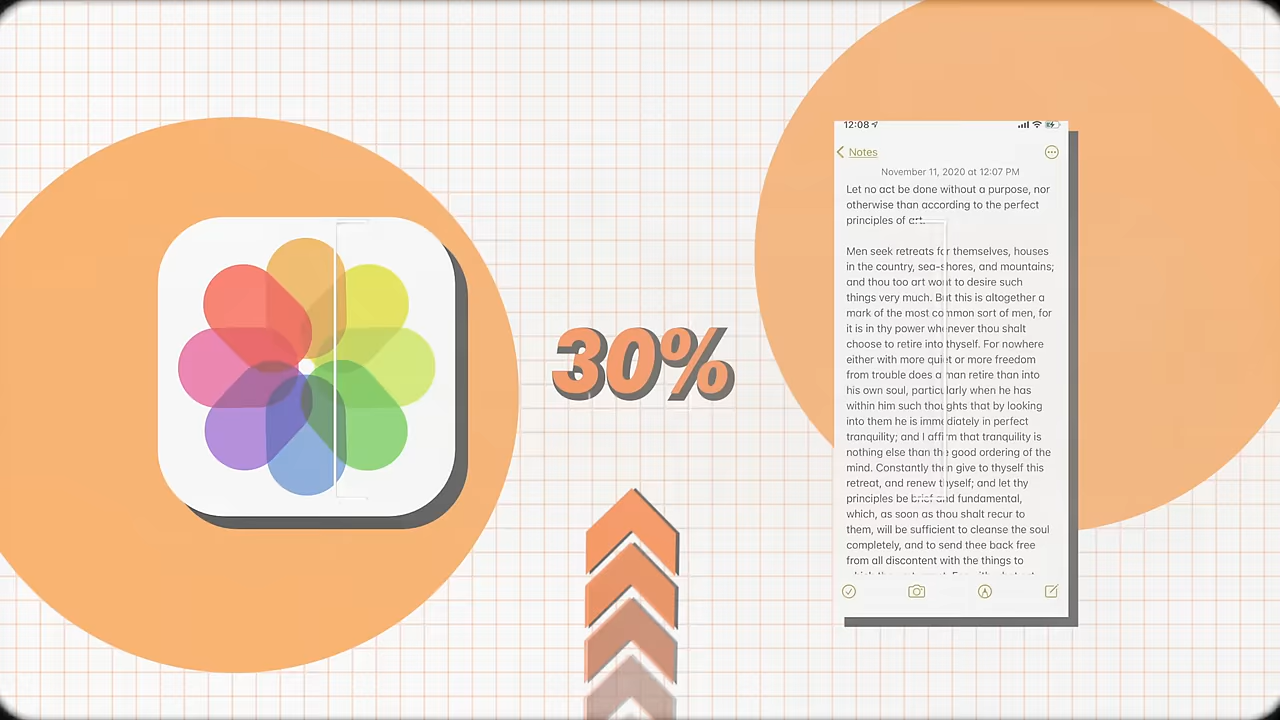 30%
12:08
Notes
November 11, 2020 at 12:07 PM
Let no act be done without a purpose, nor
otherwise than according to the perfect
principles of art.
Men seek retreats for themselves, houses
in the country, sea-shores, and mountains;
and thou too art wont to desire such
things very much. But this is altogether a
mark of the most common sort of men, for
it is in thy power whenever thou shalt
choose to retire into thyself. For nowhere
either with more quiet or more freedom
from trouble does a man retire than into
his own soul, particularly when he has
within him such thoughts that by looking
into them he is immediately in perfect
tranquility; and I affirm that tranquility is
nothing else than the good ordering of the
mind. Constantly then give to thyself this
retreat, and renew thyself; and let thy
principles be brief and fundamental,
which, as soon as thou shalt recur to
them, will be sufficient to cleanse the soul
completely, and to send thee back free
from all discontent with the things to